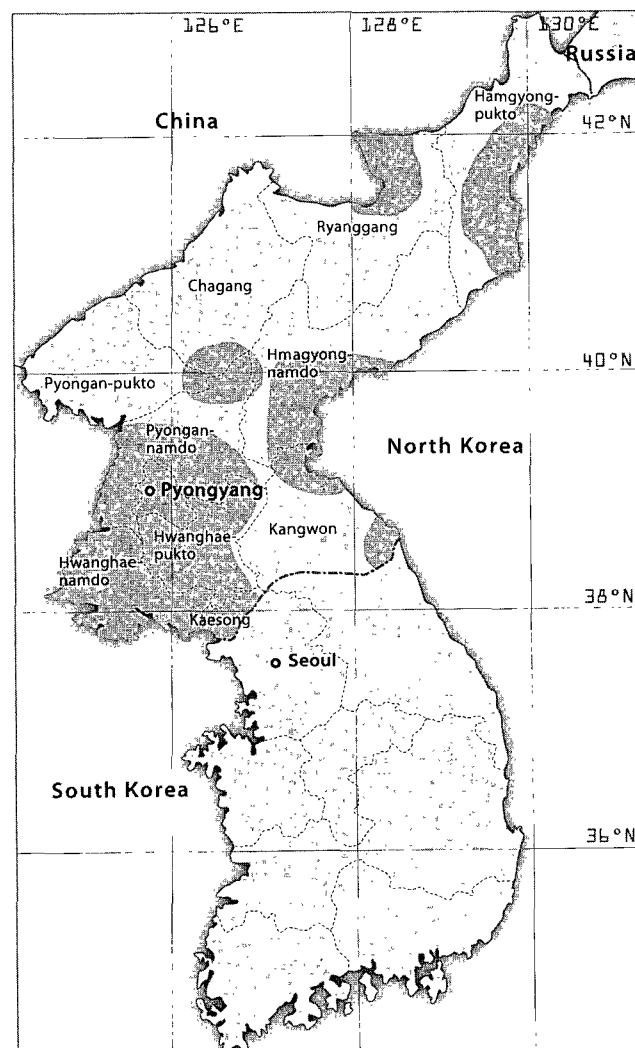 126°E
128°E
130°E
Russia
Hamgyong-
pukto
China
42°N
Ryanggang
Chagang
Hmagyong
namdo
40°N
Pyongan-pukto
Pyongan-
namdo
North Korea
Pyongyang
Kangwon
Hwanghae
pukto
Hwanghae-
namdo
38°N
Kaesong
Seoul
South Korea
36°N